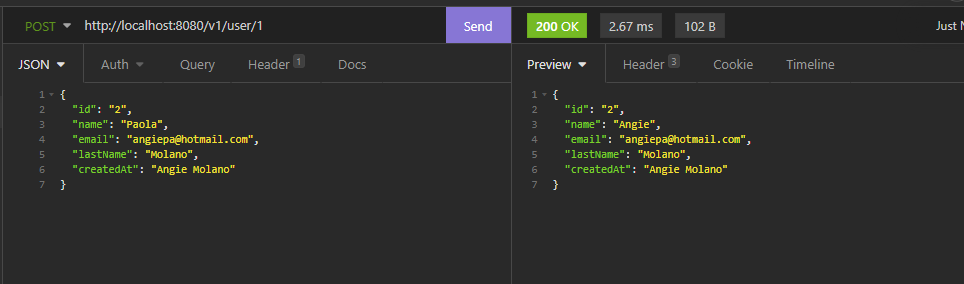 POST http://localhost:8080/v1/user/1 Send 200 OK 2.67 ms 102 B Just
JSON Auth Query Header 1 Docs
1 {
2 "id": "2",
3 "name": "Paola",
4 "email": "angiepa@hotmail.com",
5 "lastName": "Molano",
6 "createdAt": "Angie Molano"
7 }
Preview Header 3 Cookie Timeline
1 {
2 "id": "2",
3 "name": "Angie",
4 "email": "angiepa@hotmail.com",
5 "lastName": "Molano",
6 "createdAt": "Angie Molano"
7 }